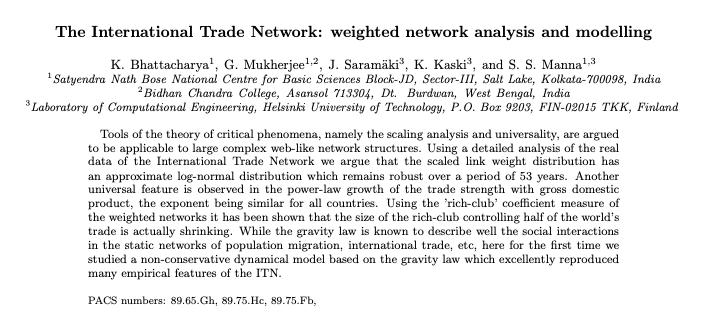 The International Trade Network: weighted network analysis and modelling
K. Bhattacharya1, G. Mukherjee1,2, J. Saramäki3, K. Kaski3, and S. S. Manna1,3
1Satyendra Nath Bose National Centre for Basic Sciences Block-JD, Sector-III, Salt Lake, Kolkata-700098, India
2Bidhan Chandra College, Asansol 713304, Dt. Burdwan, West Bengal, India
3Laboratory of Computational Engineering, Helsinki University of Technology, P.O. Box 9203, FIN-02015 TKK, Finland
Tools of the theory of critical phenomena, namely the scaling analysis and universality, are argued
to be applicable to large complex web-like network structures. Using a detailed analysis of the real
data of the International Trade Network we argue that the scaled link weight distribution has
an approximate log-normal distribution which remains robust over a period of 53 years. Another
universal feature is observed in the power-law growth of the trade strength with gross domestic
product, the exponent being similar for all countries. Using the 'rich-club' coefficient measure of
the weighted networks it has been shown that the size of the rich-club controlling half of the world's
trade is actually shrinking. While the gravity law is known to describe well the social interactions
in the static networks of population migration, international trade, etc, here for the first time we
studied a non-conservative dynamical model based on the gravity law which excellently reproduced
many empirical features of the ITN.
PACS numbers: 89.65.Gh, 89.75.Hc, 89.75.Fb,